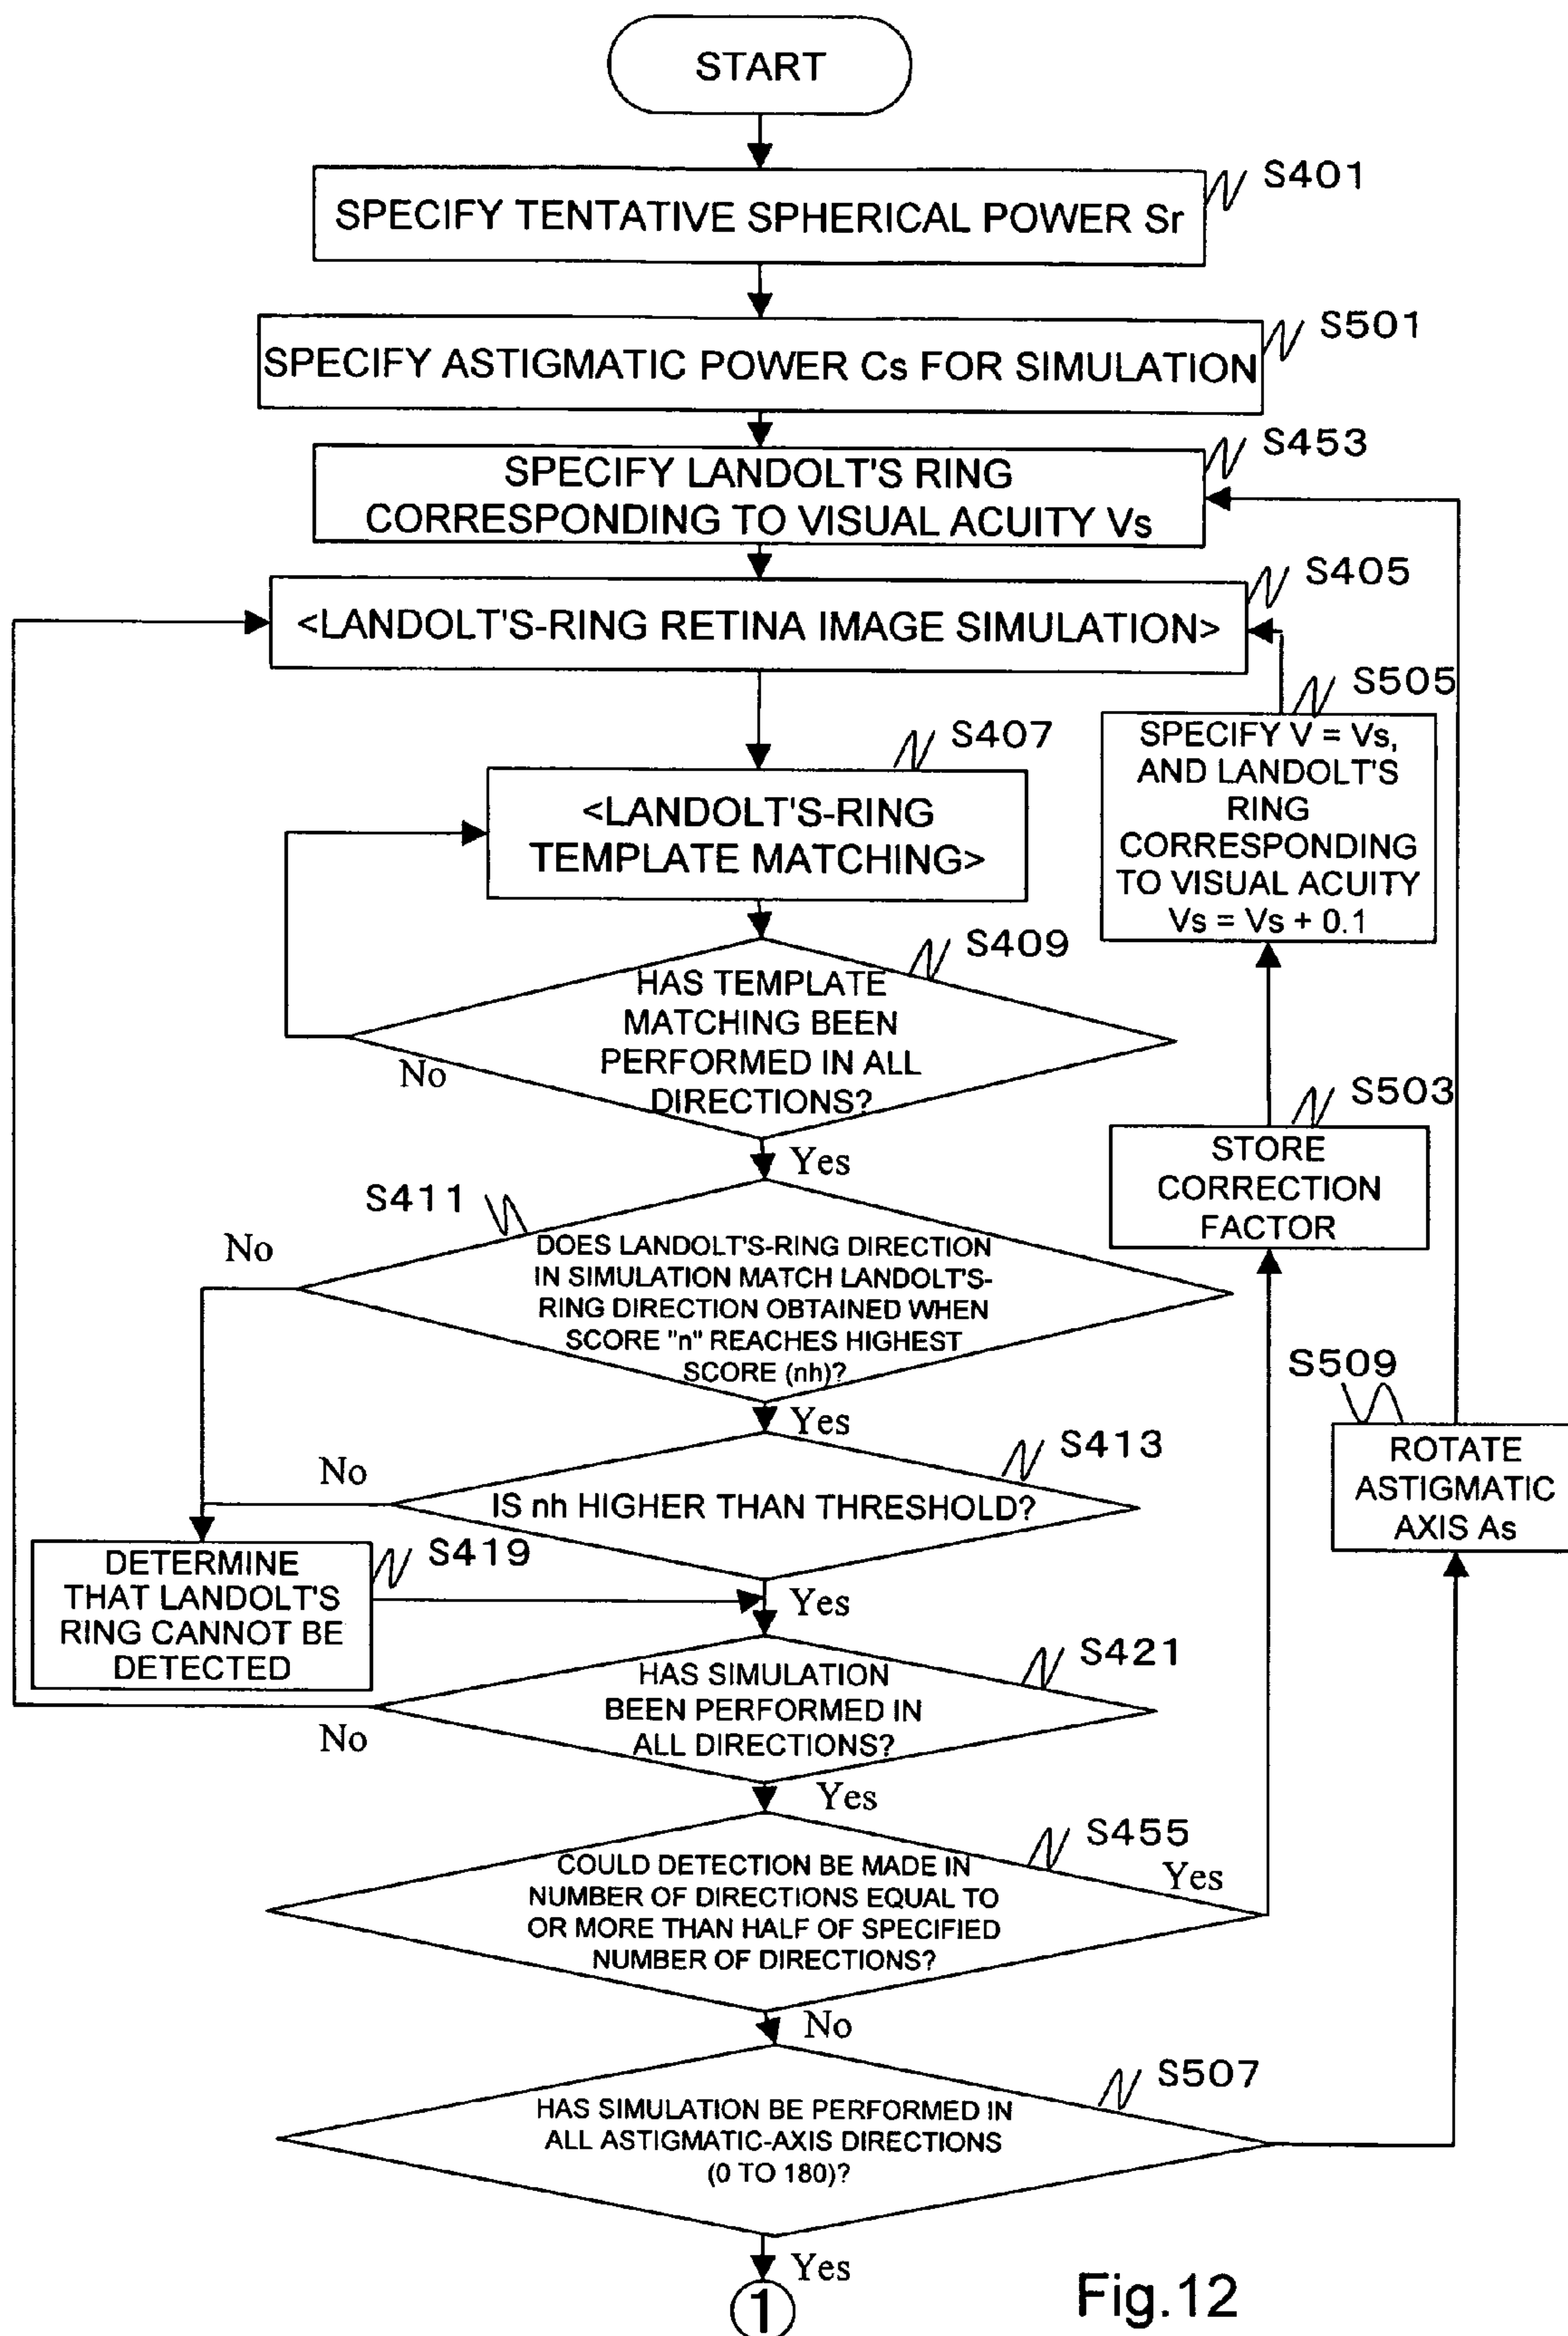 START
S401
SPECIFY TENTATIVE SPHERICAL POWER Sr
S501
SPECIFY ASTIGMATIC POWER Cs FOR SIMULATION
S453
SPECIFY LANDOLT'S RING
CORRESPONDING TO VISUAL ACUITY Vs
S405
<LANDOLT'S-RING RETINA IMAGE SIMULATION>
S505
SPECIFY V = Vs,
AND LANDOLT'S
RING
CORRESPONDING
TO VISUAL ACUITY
Vs = Vs + 0.1
S407
<LANDOLT'S-RING
TEMPLATE MATCHING>
S409
HAS TEMPLATE
MATCHING BEEN
PERFORMED IN ALL
DIRECTIONS?
No
Yes
S503
STORE
CORRECTION
FACTOR
S411
No
DOES LANDOLT'S-RING DIRECTION
IN SIMULATION MATCH LANDOLT'S-
RING DIRECTION OBTAINED WHEN
SCORE "n" REACHES HIGHEST
SCORE (nh)?
Yes
S509
ROTATE
ASTIGMATIC
AXIS As
S413
No
IS nh HIGHER THAN THRESHOLD?
Yes
S419
DETERMINE
THAT LANDOLT'S
RING CANNOT BE
DETECTED
S421
HAS SIMULATION
BEEN PERFORMED IN
ALL DIRECTIONS?
No
Yes
S455
COULD DETECTION BE MADE IN
NUMBER OF DIRECTIONS EQUAL TO
OR MORE THAN HALF OF SPECIFIED
NUMBER OF DIRECTIONS?
Yes
No
S507
HAS SIMULATION BE PERFORMED IN
ALL ASTIGMATIC-AXIS DIRECTIONS
(0 TO 180)?
Yes
1
Fig.12